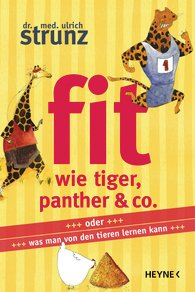 dr. med. ulrich
strunz
1
fit
wie tiger,
panther & co.
+++ oder +++
+++ was man von den tieren lernen kann +++
HEYNE <